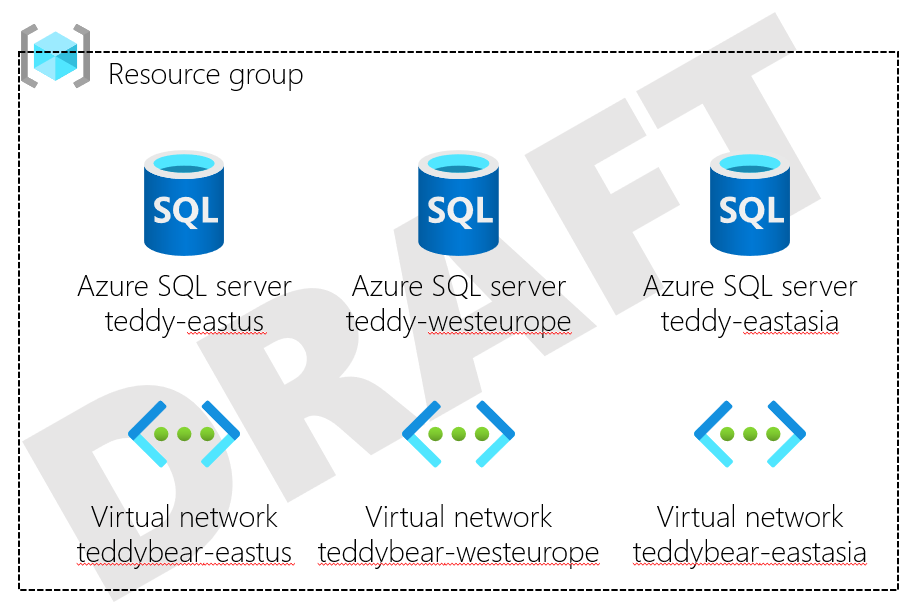 Resource group
SQL SQL SQL
Azure SQL server Azure SQL server Azure SQL server
teddy-eastus teddy-westeurope teddy-eastasia
Virtual network Virtual network Virtual network
teddybear-eastus teddybear-westeurope teddybear-eastasia
DRAFT